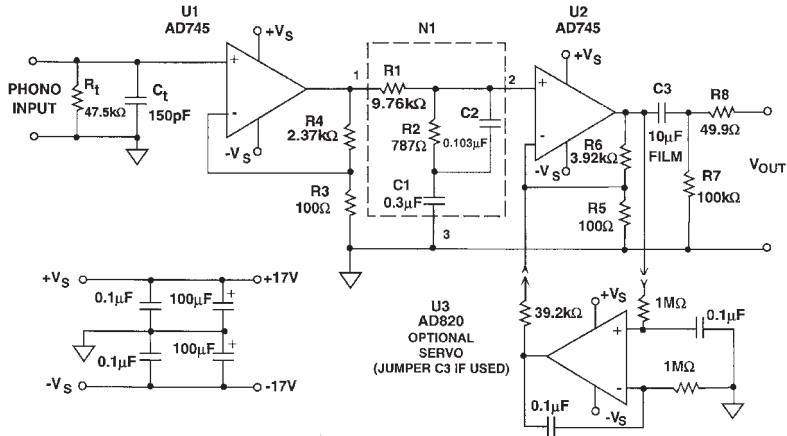 U1
AD745
+VS
PHONO
INPUT
Rt
47.5kΩ
Ct
150pF
+
-
-VS
R4
2.37kΩ
R3
100Ω
N1
1
R1
9.76kΩ
R2
787Ω
C2
0.103µF
C1
0.3µF
3
2
U2
AD745
+VS
+
-
-VS
R6
3.92kΩ
R5
100Ω
C3
10µF
FILM
R8
49.9Ω
R7
100kΩ
VOUT
+VS
+17V
0.1µF
100µF
+
0.1µF
100µF
+
-VS
-17V
U3
AD820
OPTIONAL
SERVO
(JUMPER C3 IF USED)
39.2kΩ
+VS
+
-
-VS
1MΩ
0.1µF
1MΩ
0.1µF